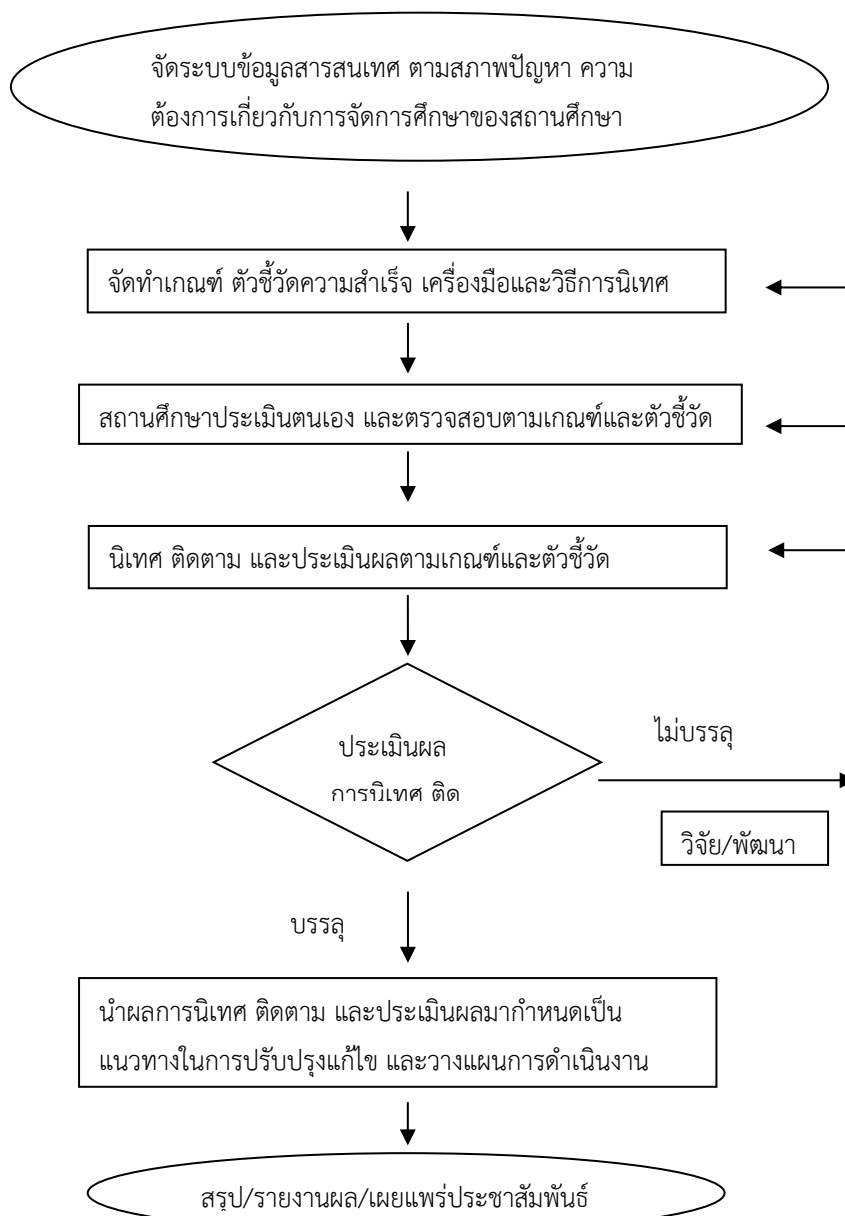 จัดระบบข้อมูลสารสนเทศ ตามสภาพปัญหา ความ
ต้องการเกี่ยวกับการจัดการศึกษาของสถานศึกษา
จัดทำเกณฑ์ ตัวชี้วัดความสำเร็จ เครื่องมือและวิธีการนิเทศ
สถานศึกษาประเมินตนเอง และตรวจสอบตามเกณฑ์และตัวชี้วัด
นิเทศ ติดตาม และประเมินผลตามเกณฑ์และตัวชี้วัด
ประเมินผล
การนิเทศ ติด
ไม่บรรลุ
วิจัย/พัฒนา
บรรลุ
นำผลการนิเทศ ติดตาม และประเมินผลมากำหนดเป็น
แนวทางในการปรับปรุงแก้ไข และวางแผนการดำเนินงาน
สรุป/รายงานผล/เผยแพร่ประชาสัมพันธ์